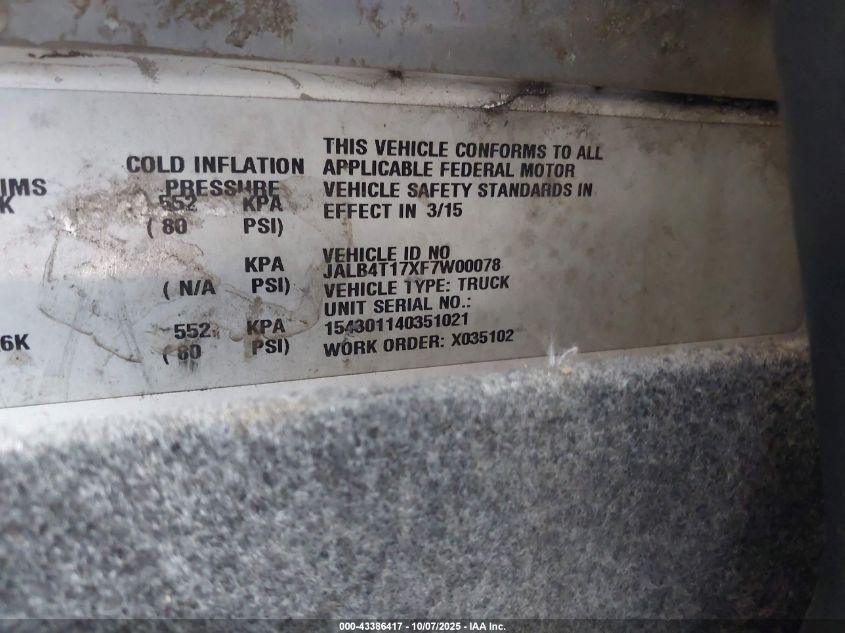 IMS
K
COLD INFLATION
PRESSURE
552 KPA
( 80 PSI)
KPA
( N/A PSI)
6K
552 KPA
( 80 PSI)
THIS VEHICLE CONFORMS TO ALL
APPLICABLE FEDERAL MOTOR
VEHICLE SAFETY STANDARDS IN
EFFECT IN 3/15
VEHICLE ID NO
JALB4T17XF7W00078
VEHICLE TYPE: TRUCK
UNIT SERIAL NO.:
154301140351021
WORK ORDER: X035102
000-43386417 - 10/07/2025 - IAA Inc.